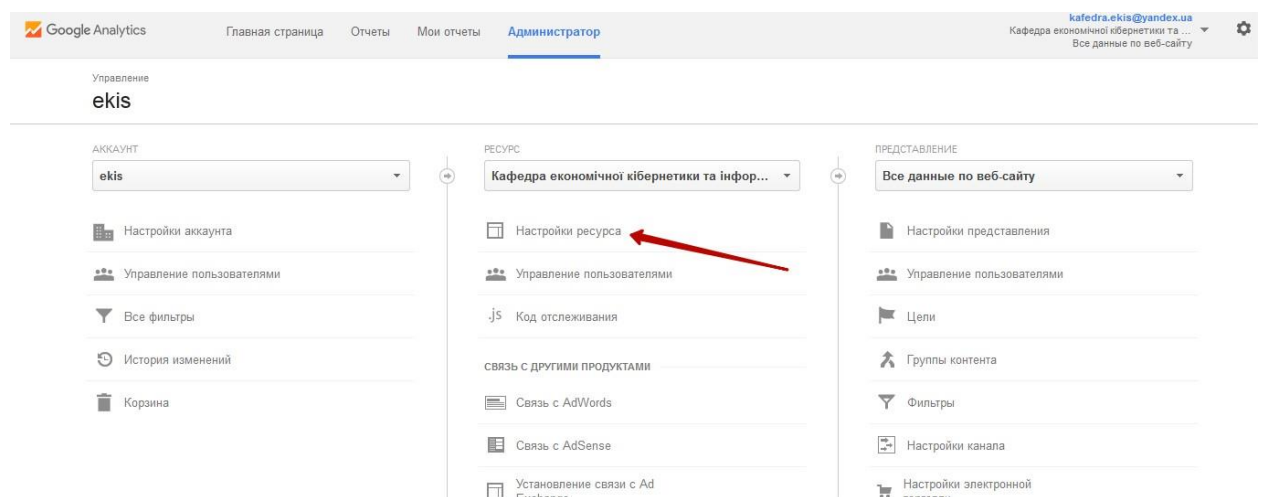 Google Analytics
Главная страница
Отчеты
Мои отчеты
Администратор
kafedra.ekis@yandex.ua
Кафедра економічної кібернетики та ...
Все данные по веб-сайту
Управление
ekis
АККАУНТ
ekis
Настройки аккаунта
Управление пользователями
Все фильтры
История изменений
Корзина
РЕСУРС
Кафедра економічної кібернетики та інфор...
Настройки ресурса
Управление пользователями
.js Код отслеживания
СВЯЗЬ С ДРУГИМИ ПРОДУКТАМИ
Связь с AdWords
Связь с AdSense
Установление связи с Ad
ПРЕДСТАВЛЕНИЕ
Все данные по веб-сайту
Настройки представления
Управление пользователями
Цели
Группы контента
Фильтры
Настройки канала
Настройки электронной